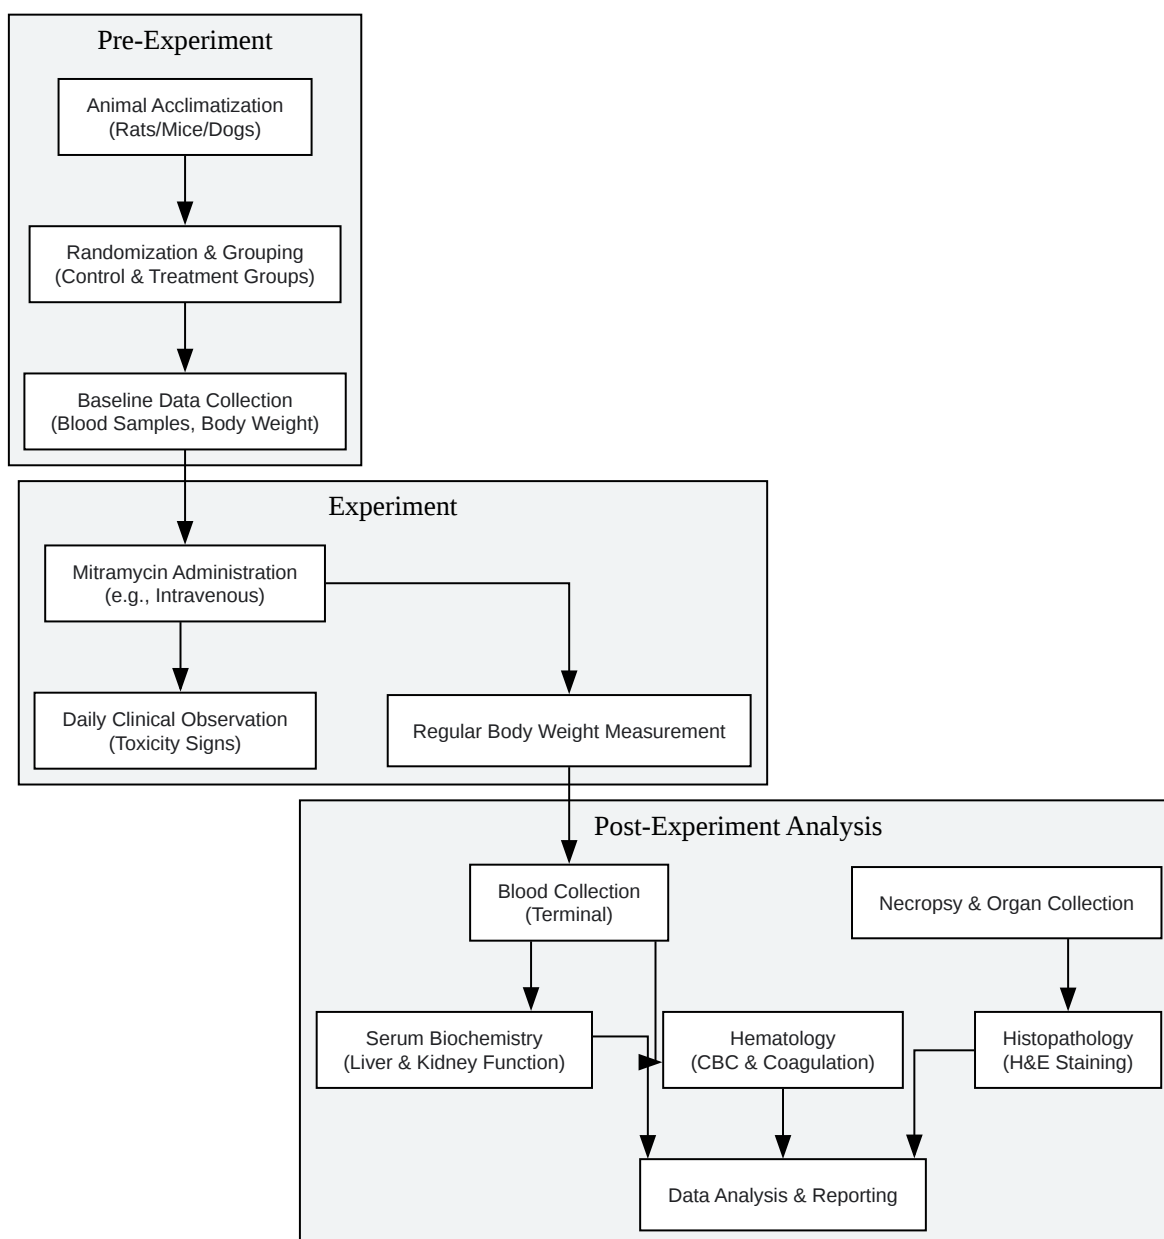 Pre-Experiment
Animal Acclimatization
(Rats/Mice/Dogs)
Randomization & Grouping
(Control & Treatment Groups)
Baseline Data Collection
(Blood Samples, Body Weight)
Experiment
Mitramycin Administration
(e.g., Intravenous)
Daily Clinical Observation
(Toxicity Signs)
Regular Body Weight Measurement
Post-Experiment Analysis
Blood Collection
(Terminal)
Necropsy & Organ Collection
Serum Biochemistry
(Liver & Kidney Function)
Hematology
(CBC & Coagulation)
Histopathology
(H&E Staining)
Data Analysis & Reporting